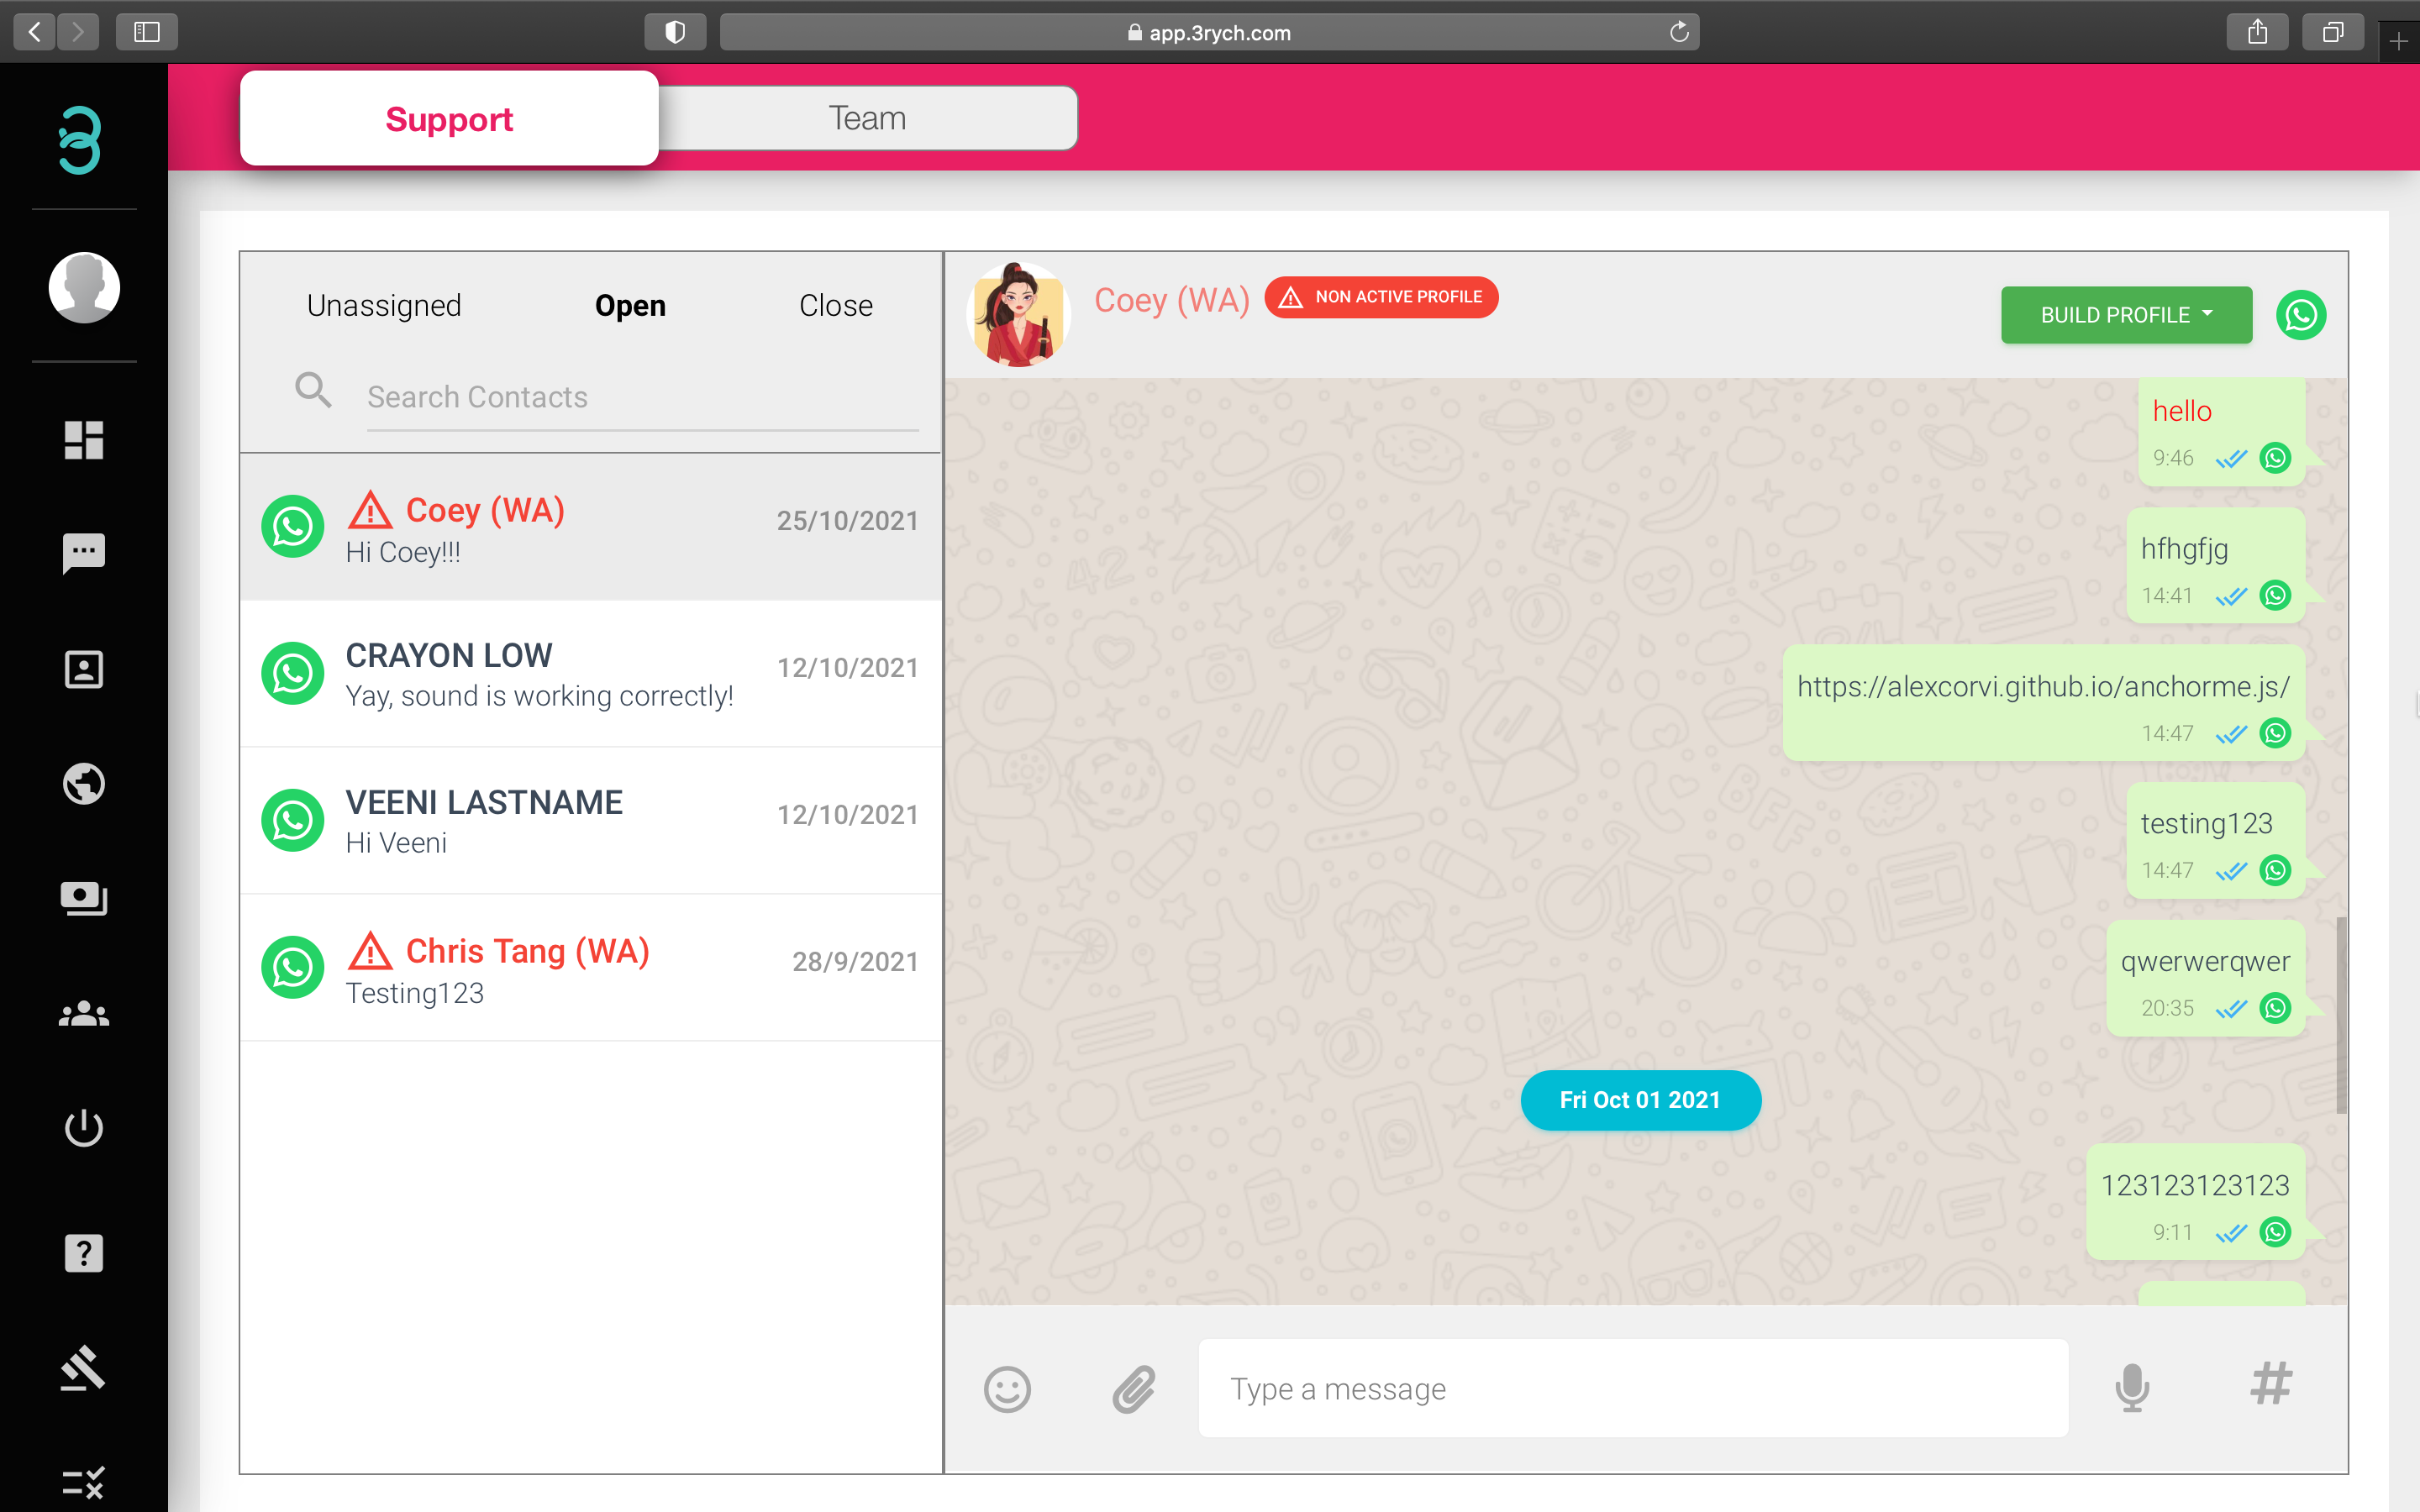 app.3rych.com
Support
Team
Unassigned
Open
Close
Search Contacts
Coey (WA)
25/10/2021
Hi Coey!!!
CRAYON LOW
12/10/2021
Yay, sound is working correctly!
VEENI LASTNAME
12/10/2021
Hi Veeni
Chris Tang (WA)
28/9/2021
Testing123
Coey (WA)
NON ACTIVE PROFILE
BUILD PROFILE
hello
9:46
hfhgfjg
14:41
https://alexcorvi.github.io/anchorme.js/
14:47
testing123
14:47
qwerwerqwer
20:35
Fri Oct 01 2021
123123123123
9:11
Type a message